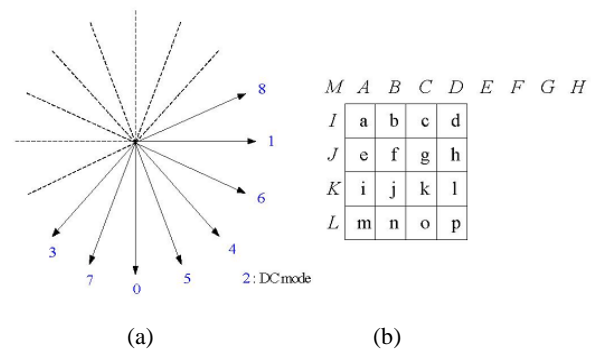 8
1
6
4
3
7
0
5
2 : DC mode
(a)
M A B C D E F G H
I a b c d
J e f g h
K i j k l
L m n o p
(b)